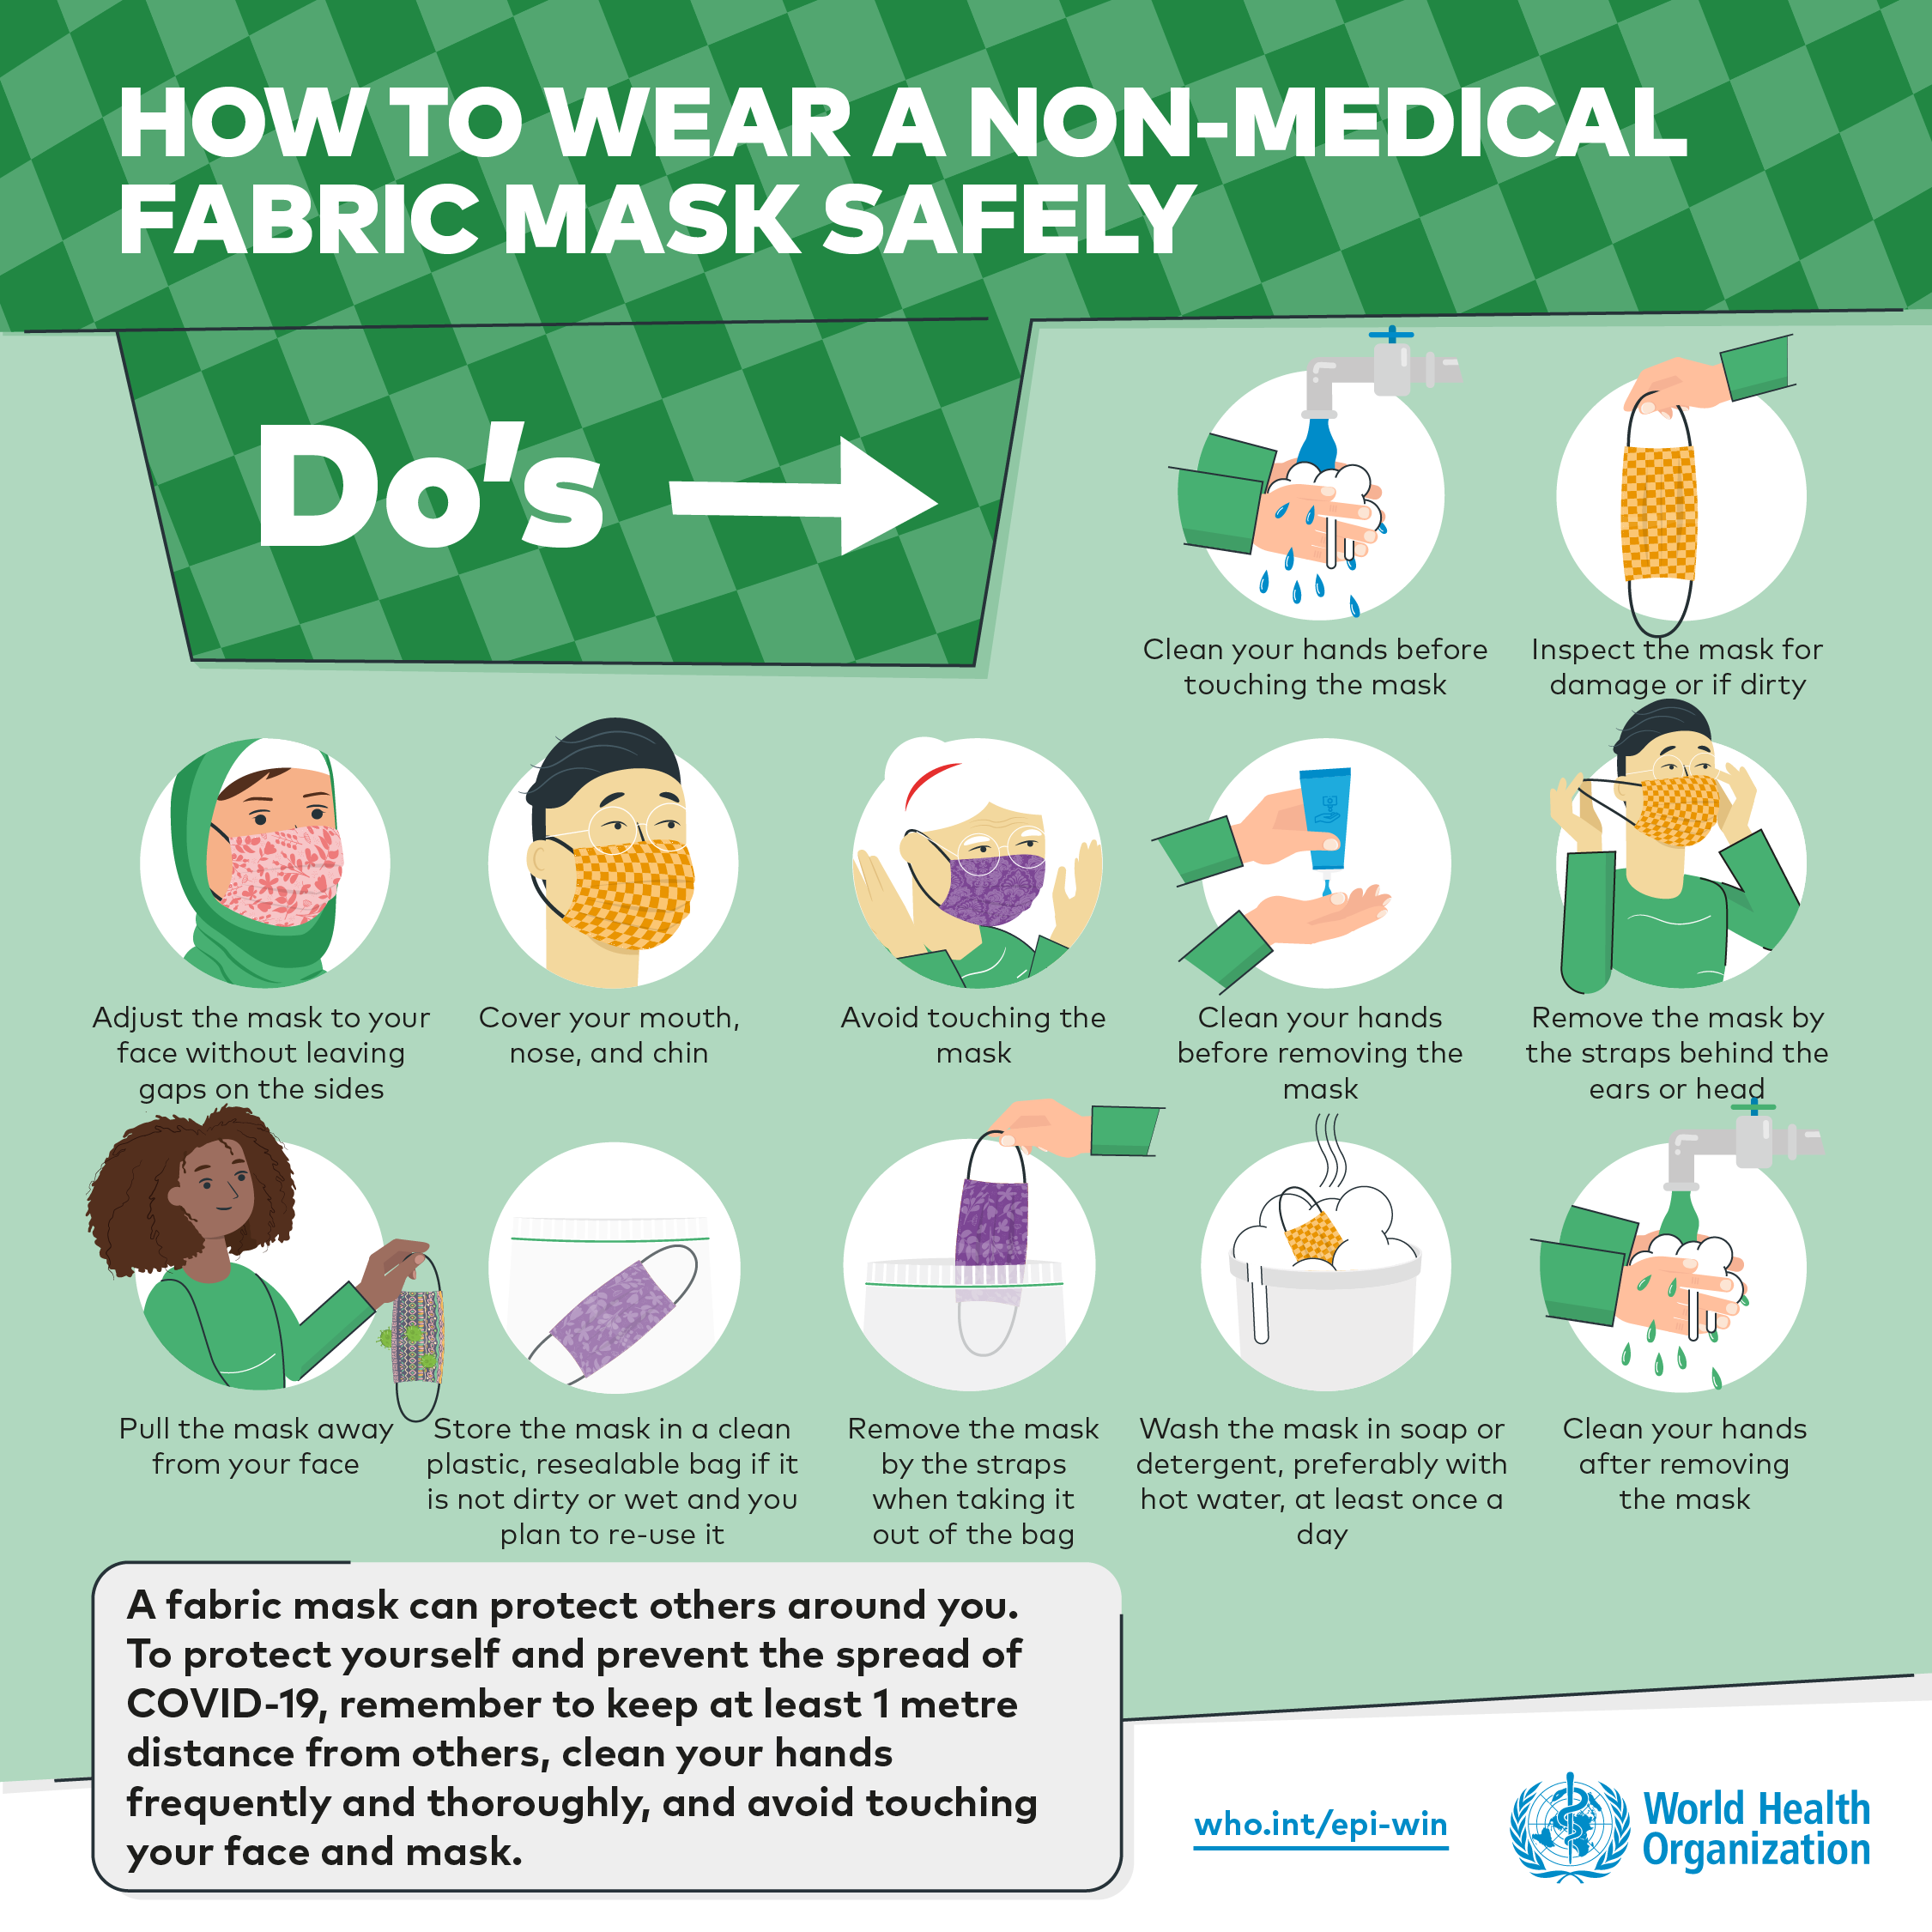 HOW TO WEAR A NON-MEDICAL
FABRIC MASK SAFELY
Do's
Clean your hands before
touching the mask
Inspect the mask for
damage or if dirty
Adjust the mask to your
face without leaving
gaps on the sides
Cover your mouth,
nose, and chin
Avoid touching the
mask
Clean your hands
before removing the
mask
Remove the mask by
the straps behind the
ears or head
Pull the mask away
from your face
Store the mask in a clean
plastic, resealable bag if it
is not dirty or wet and you
plan to re-use it
Remove the mask
by the straps
when taking it
out of the bag
Wash the mask in soap or
detergent, preferably with
hot water, at least once a
day
Clean your hands
after removing
the mask
A fabric mask can protect others around you.
To protect yourself and prevent the spread of
COVID-19, remember to keep at least 1 metre
distance from others, clean your hands
frequently and thoroughly, and avoid touching
your face and mask.
who.int/epi-win
World Health
Organization